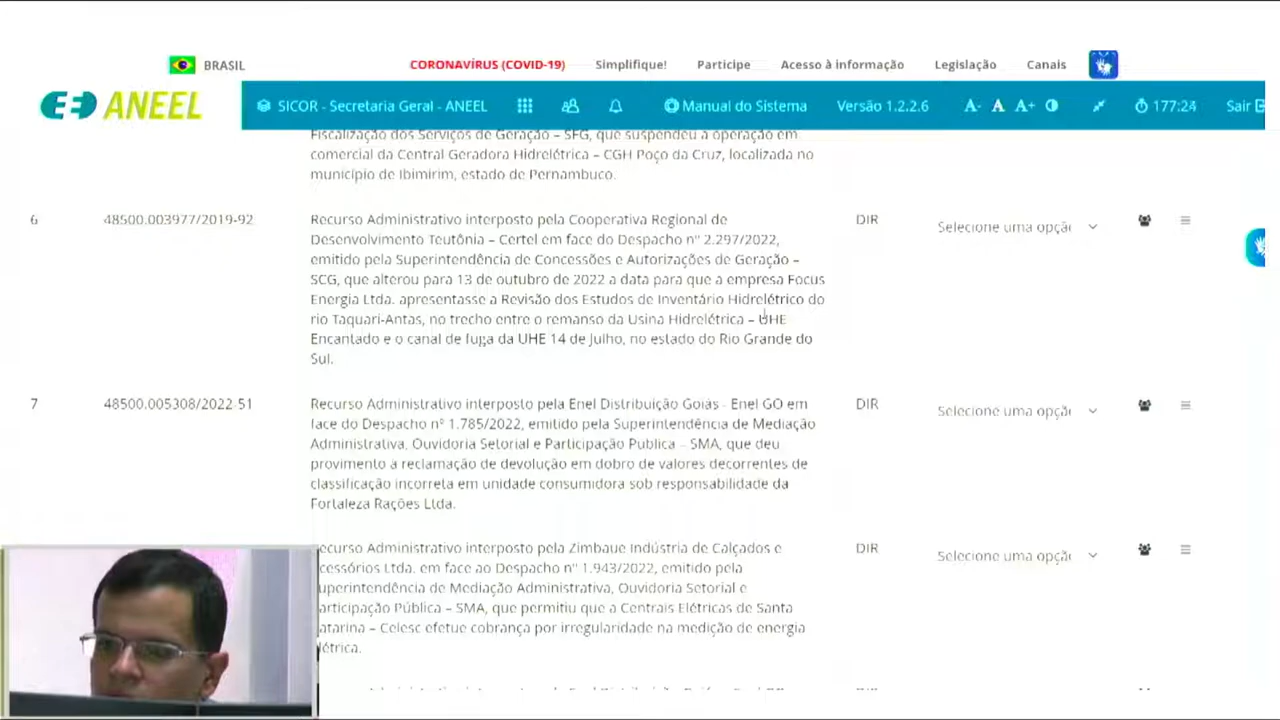 BRASIL
CORONAVÍRUS (COVID-19) Simplifique! Participe Acesso à informação Legislação Canais
ANEEL
SICOR - Secretaria Geral - ANEEL Manual do Sistema Versão 1.2.2.6 A- A A+ 177:24 Sair
Fiscalização dos Serviços de Geração – SFG, que suspendeu a operação em
comercial da Central Geradora Hidrelétrica – CGH Poço da Cruz, localizada no
município de Ibimirim, estado de Pernambuco.
6 48500.003977/2019-92 Recurso Administrativo interposto pela Cooperativa Regional de DIR Selecione uma opçã
Desenvolvimento Teutônia – Certel em face do Despacho nº 2.297/2022,
emitido pela Superintendência de Concessões e Autorizações de Geração –
SCG, que alterou para 13 de outubro de 2022 a data para que a empresa Focus
Energia Ltda. apresentasse a Revisão dos Estudos de Inventário Hidrelétrico do
rio Taquari-Antas, no trecho entre o remanso da Usina Hidrelétrica – UHE
Encantado e o canal de fuga da UHE 14 de Julho, no estado do Rio Grande do
Sul.
7 48500.005308/2022-51 Recurso Administrativo interposto pela Enel Distribuição Goiás - Enel GO em DIR Selecione uma opçã
face do Despacho nº 1.785/2022, emitido pela Superintendência de Mediação
Administrativa, Ouvidoria Setorial e Participação Pública – SMA, que deu
provimento a reclamação de devolução em dobro de valores decorrentes de
classificação incorreta em unidade consumidora sob responsabilidade da
Fortaleza Rações Ltda.
ecurso Administrativo interposto pela Zimbaue Indústria de Calçados e DIR Selecione uma opçã
cessórios Ltda. em face ao Despacho nº 1.943/2022, emitido pela
uperintendência de Mediação Administrativa, Ouvidoria Setorial e
articipação Pública – SMA, que permitiu que a Centrais Elétricas de Santa
atarina – Celesc efetue cobrança por irregularidade na medição de energia
létrica.